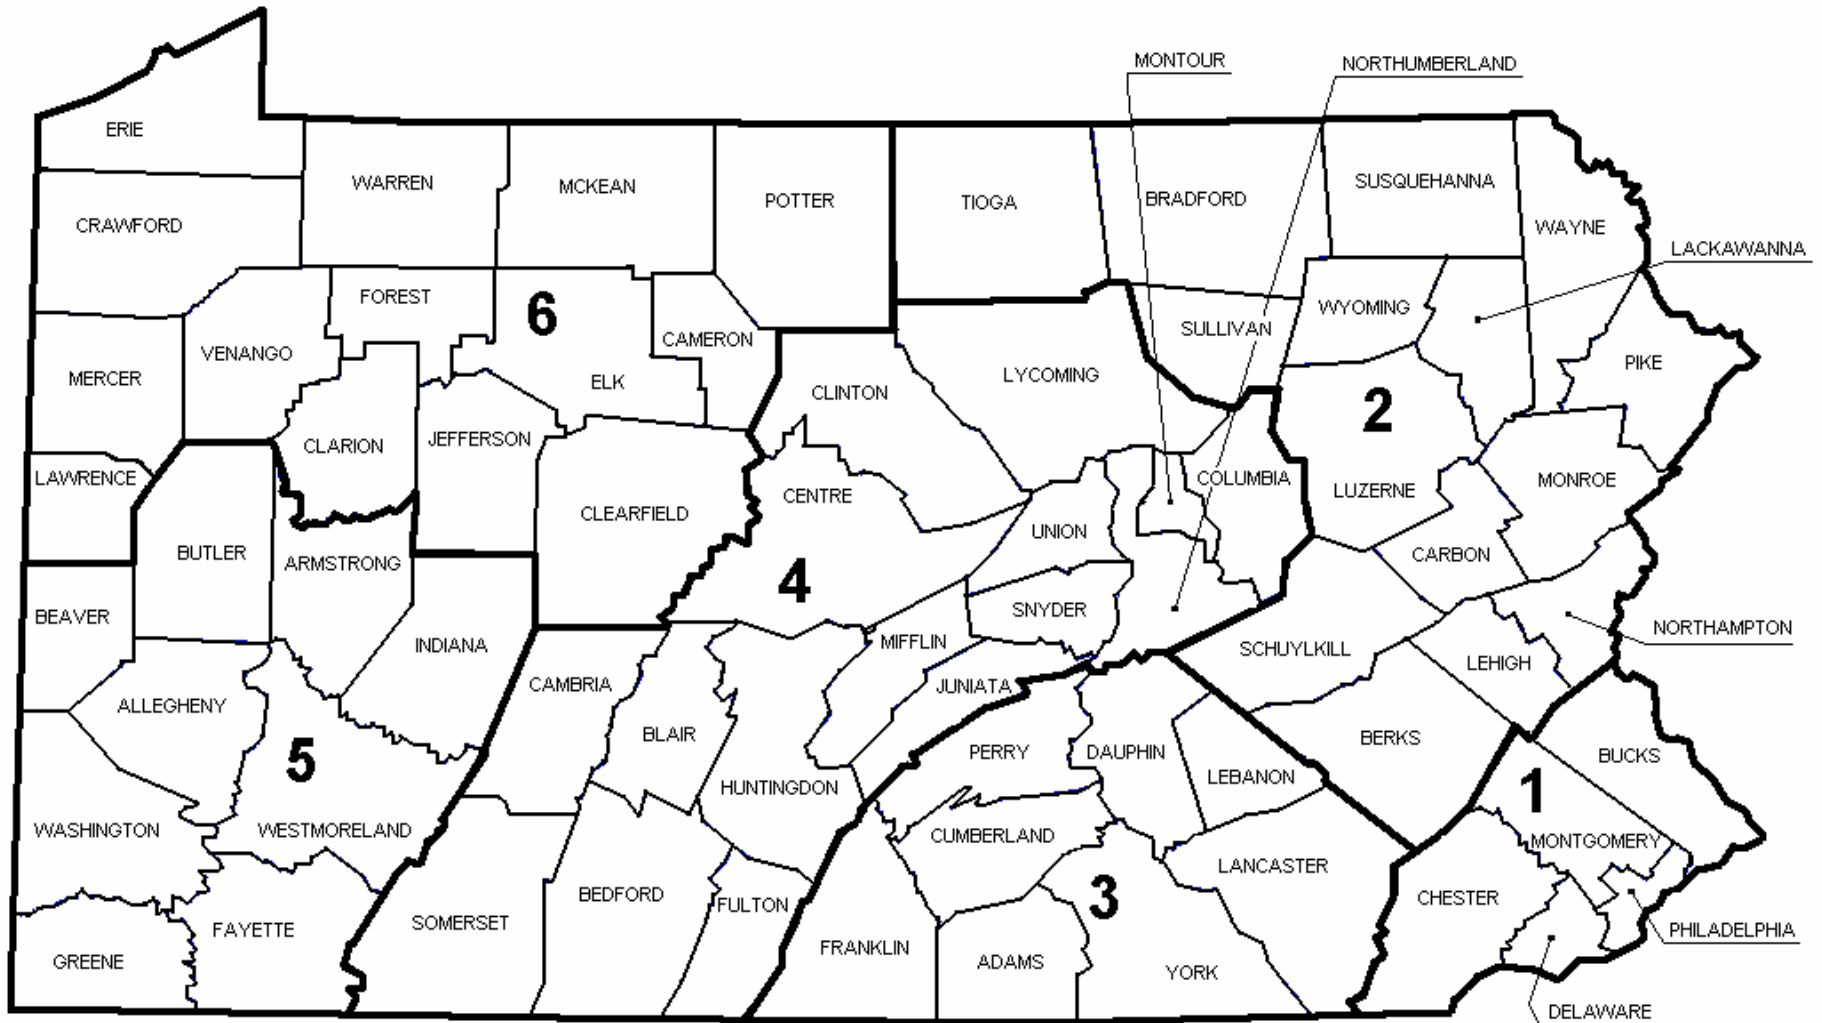 MONTOUR
NORTHUMBERLAND
ERIE
WARREN
MCKEAN
POTTER
TIOGA
BRADFORD
SUSQUEHANNA
CRAWFORD
WAYNE
LACKAWANNA
FOREST
6
WYOMING
SULLIVAN
CAMERON
VENANGO
MERCER
ELK
CLINTON
LYCOMING
PIKE
2
CLARION
JEFFERSON
LAWRENCE
CENTRE
COLUMBIA
LUZERNE
MONROE
CLEARFIELD
UNION
BUTLER
ARMSTRONG
CARBON
4
BEAVER
SNYDER
NORTHAMPTON
INDIANA
MIFFLIN
SCHUYLKILL
LEHIGH
CAMBRIA
JUNIATA
ALLEGHENY
BLAIR
5
PERRY
DAUPHIN
BERKS
BUCKS
LEBANON
HUNTINGDON
1
WASHINGTON
WESTMORELAND
CUMBERLAND
MONTGOMERY
LANCASTER
BEDFORD
3
CHESTER
FULTON
SOMERSET
FAYETTE
PHILADELPHIA
FRANKLIN
GREENE
ADAMS
YORK
DELAWARE